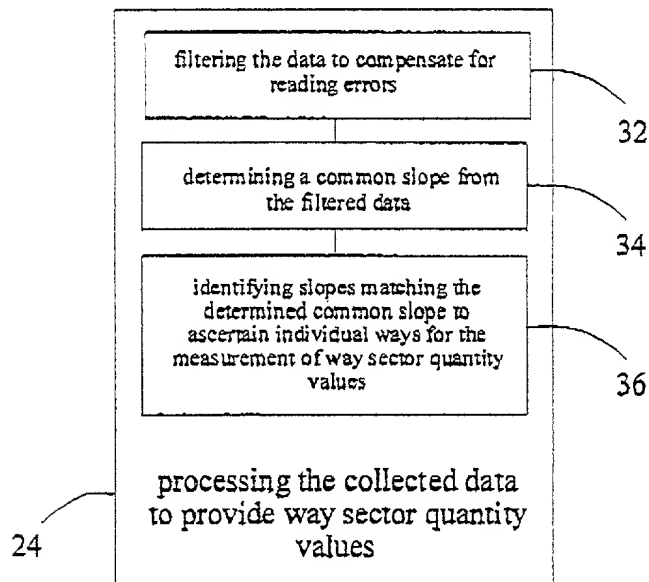 filtering the data to compensate for
reading errors
32
determining a common slope from
the filtered data
34
identifying slopes matching the
determined common slope to
ascertain individual ways for the
measurement of way sector quantity
values
36
processing the collected data
to provide way sector quantity
values
24